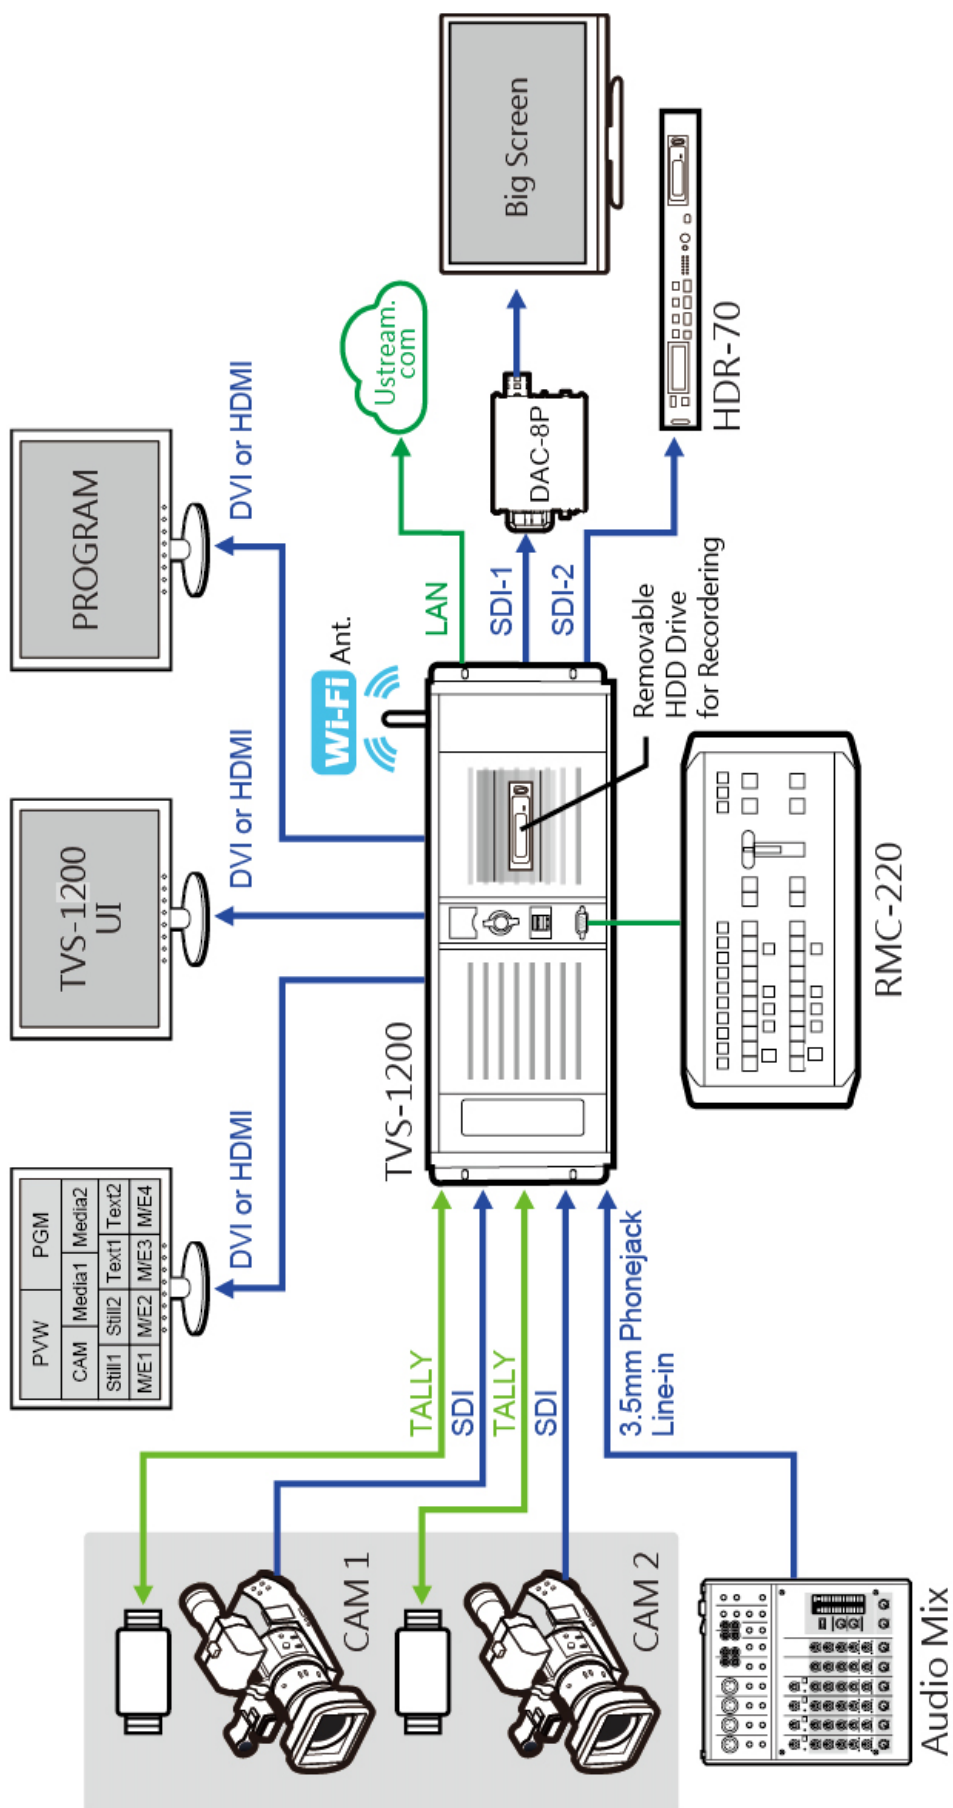 PVW
PGM
CAM
Media1
Media2
Still1
Still2
Text1
Text2
M/E1
M/E2
M/E3
M/E4
TVS-1200
UI
PROGRAM
DVI or HDMI
DVI or HDMI
DVI or HDMI
Wi-Fi
Ant.
Ustream.
com
LAN
Big Screen
TALLY
SDI
TALLY
SDI
3.5mm Phonejack
Line-in
TVS-1200
SDI-1
SDI-2
DAC-8P
HDR-70
Removable
HDD Drive
for Recordering
CAM 1
CAM 2
RMC-220
Audio Mix